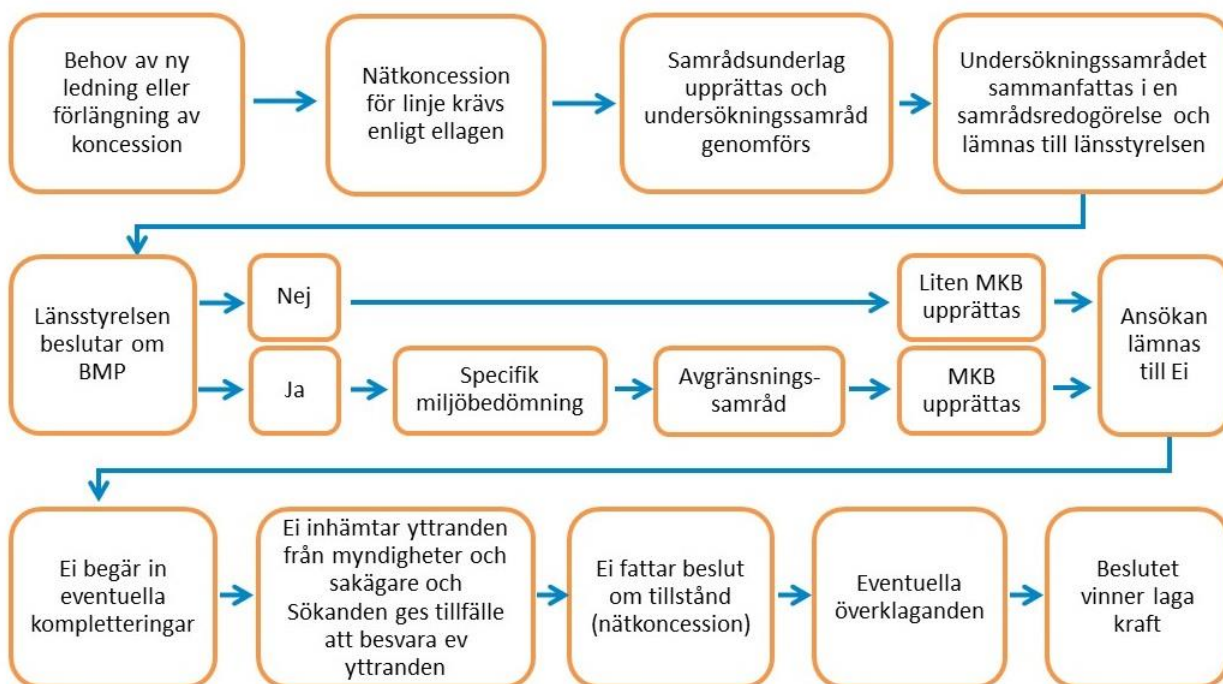 Behov av ny
ledning eller
förlängning av
koncession
Nätkoncession
för linje krävs
enligt ellagen
Samrådsunderlag
upprättas och
undersökningssamråd
genomförs
Undersökningssamrådet
sammanfattas i en
samrådsredogörelse och
lämnas till länsstyrelsen
Länsstyrelsen
beslutar om
BMP
Nej
Liten MKB
upprättas
Ja
Specifik
miljöbedömning
Avgränsnings-
samråd
MKB
upprättas
Ansökan
lämnas
till Ei
Ei begär in
eventuella
kompletteringar
Ei inhämtar yttranden
från myndigheter och
sakägare och
Sökanden ges tillfälle
att besvara ev
yttranden
Ei fattar beslut
om tillstånd
(nätkoncession)
Eventuella
överklaganden
Beslutet
vinner laga
kraft